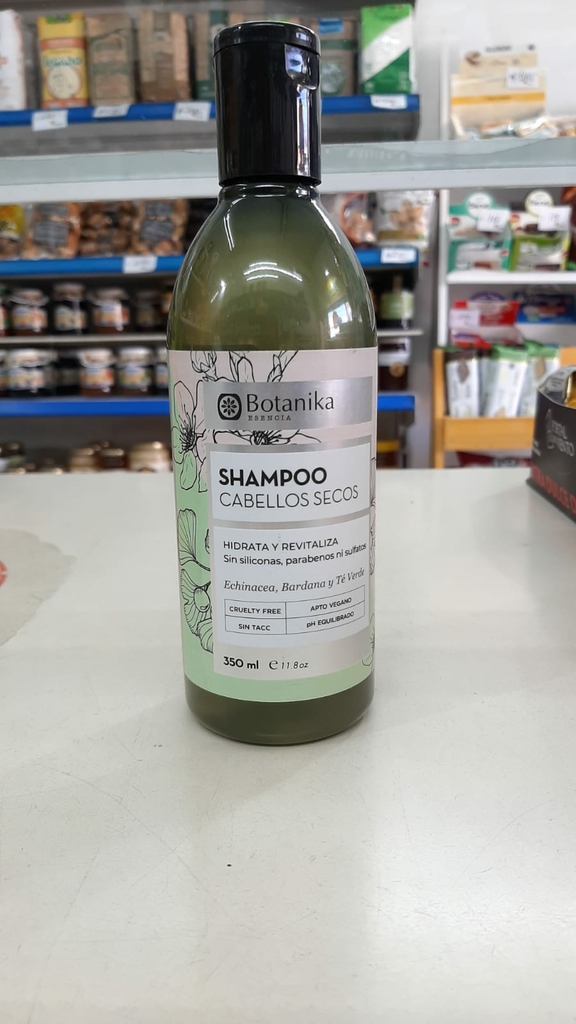 Botanika
ESENCIA
SHAMPOO
CABELLOS SECOS
HIDRATA Y REVITALIZA
Sin siliconas, parabenos ni sulfatos
Echinacea, Bardana y Té Verde
CRUELTY FREE
APTO VEGANO
SIN TACC
pH EQUILIBRADO
350 ml ℮ 11.8 oz